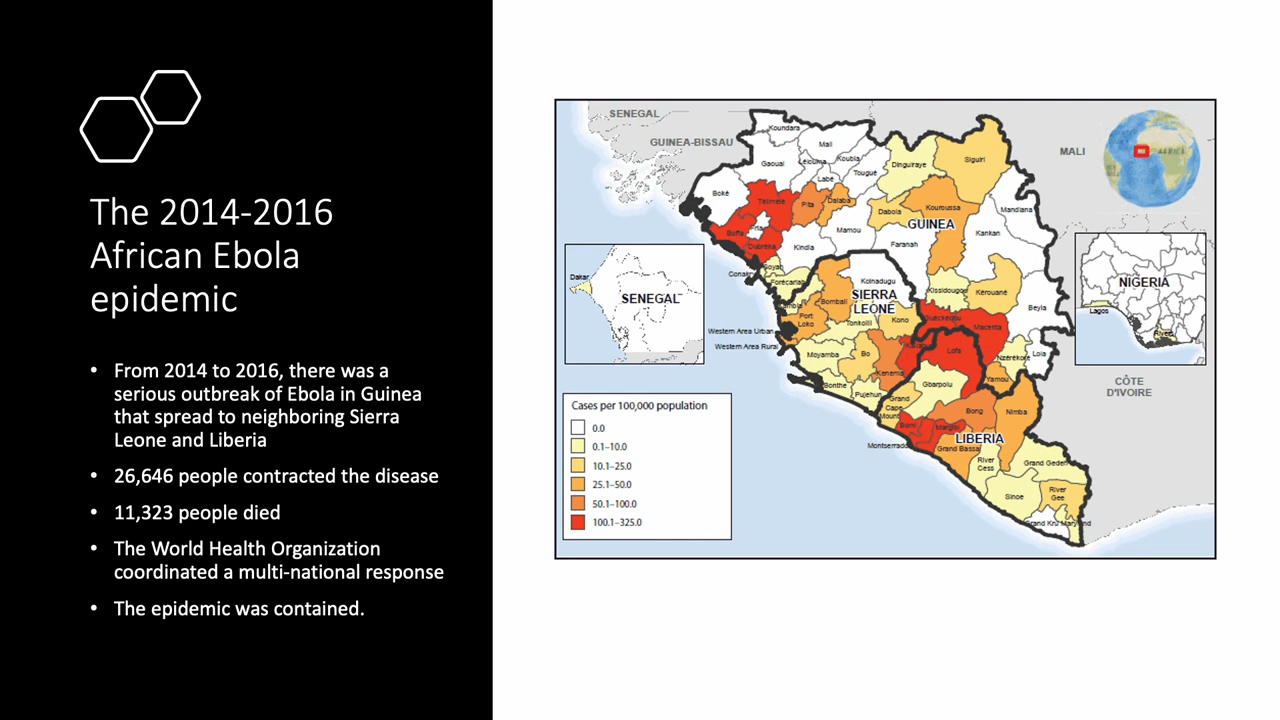 The 2014-2016
African Ebola
epidemic
• From 2014 to 2016, there was a
serious outbreak of Ebola in Guinea
that spread to neighboring Sierra
Leone and Liberia
• 26,646 people contracted the disease
• 11,323 people died
• The World Health Organization
coordinated a multi-national response
• The epidemic was contained.
SENEGAL
GUINEA-BISSAU
MALI
AFRICA
Koundara
Mali
Koubia
Gaoual
Lélouma
Labé
Tougué
Dinguiraye
Siguiri
Boké
Télimélé
Pita
Dalaba
Dabola
Kouroussa
Mandiana
GUINEA
Boffa
Mamou
Kankan
Dubréka
Kindia
Faranah
Conakry
Forécariah
Koinadugu
Kissidougou
Kérouané
Beyla
SIERRA
LEONE
Bombali
Port
Loko
Tonkolili
Kono
Guéckédou
Macenta
Western Area Urban
Western Area Rural
Moyamba
Bo
Kenema
Lofa
Nzérékoré
Lola
Bonthe
Pujehun
Gbarpolu
Yamou
Grand
Cape
Mount
Bong
Nimba
Bomi
Margibi
Montserrado
LIBERIA
Grand Bassa
River
Cess
Grand Gedeh
Sinoe
River
Gee
Grand Kru
Maryland
Dakar
SENEGAL
NIGERIA
Lagos
Rivers
CÔTE
D'IVOIRE
Cases per 100,000 population
0.0
0.1–10.0
10.1–25.0
25.1–50.0
50.1–100.0
100.1–325.0